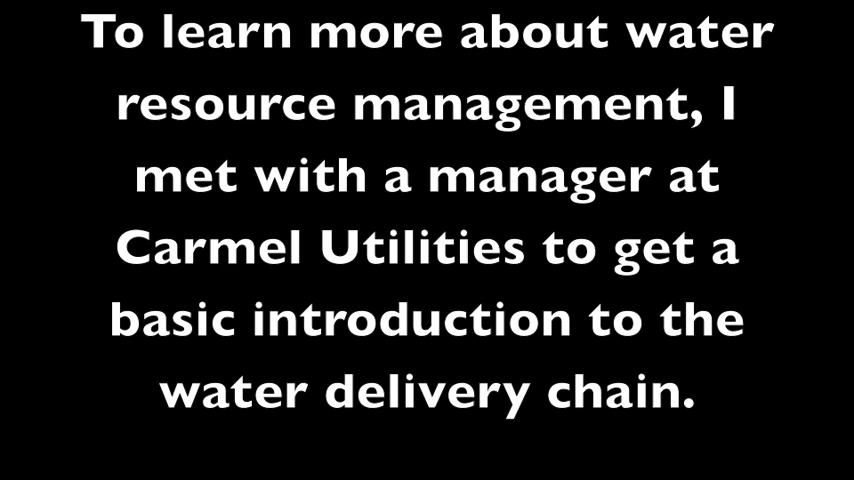 To learn more about water
resource management, I
met with a manager at
Carmel Utilities to get a
basic introduction to the
water delivery chain.